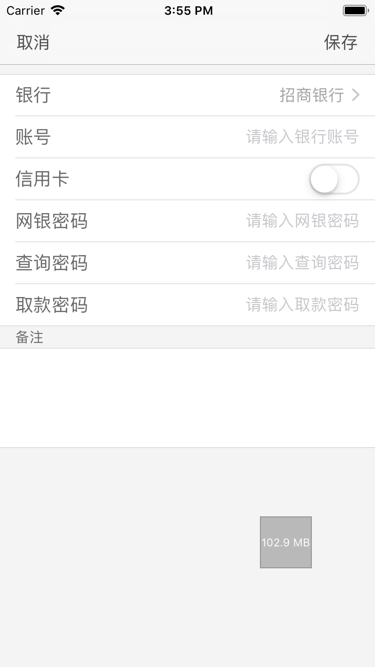 Carrier 3:55 PM
取消 保存
银行 招商银行
账号 请输入银行账号
信用卡
网银密码 请输入网银密码
查询密码 请输入查询密码
取款密码 请输入取款密码
备注
102.9 MB